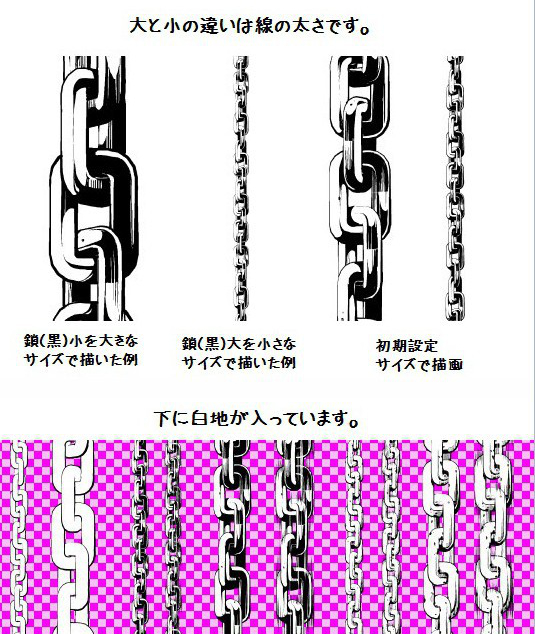 大と小の違いは線の太さです。
鎖(黒)小を大きな
サイズで描いた例
鎖(黒)大を小さな
サイズで描いた例
初期設定
サイズで描画
下に白地が入っています。